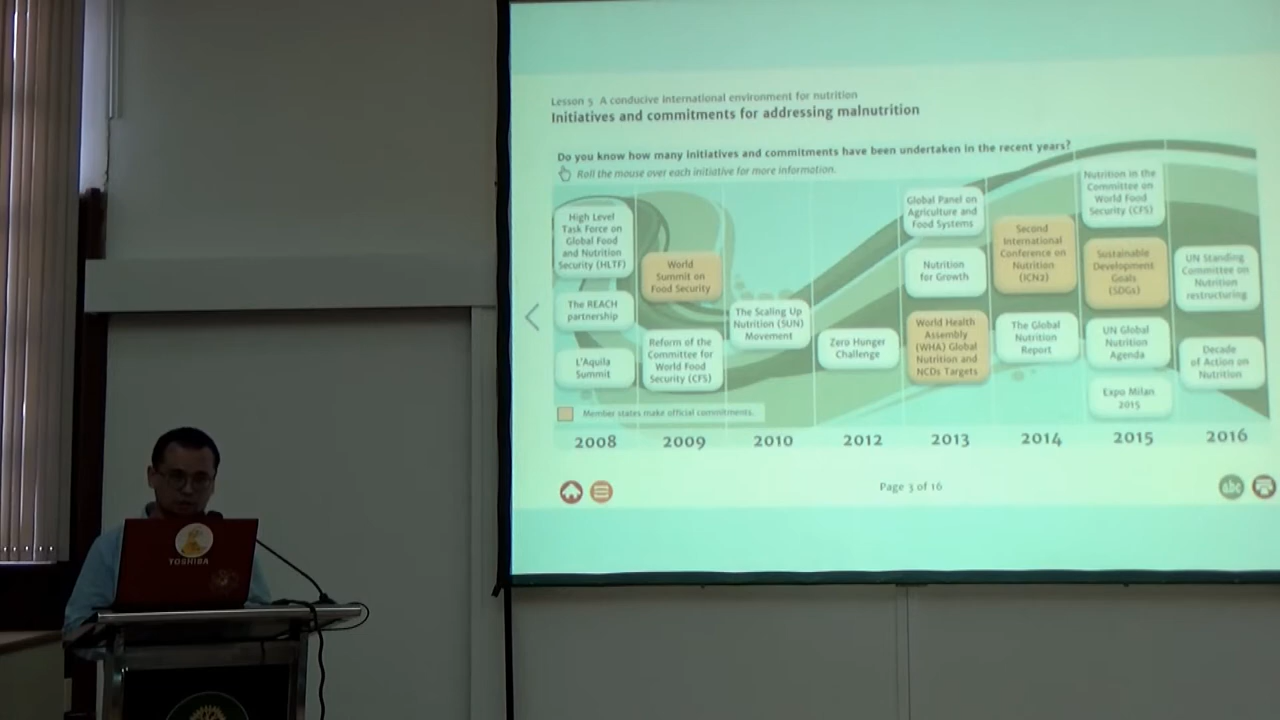 Lesson 5 A conducive international environment for nutrition
Initiatives and commitments for addressing malnutrition
Do you know how many initiatives and commitments have been undertaken in the recent years?
Roll the mouse over each initiative for more information.
High Level
Task Force on
Global Food
and Nutrition
Security (HLTF)
The REACH
partnership
L'Aquila
Summit
World
Summit on
Food Security
Reform of the
Committee for
World Food
Security (CFS)
The Scaling Up
Nutrition (SUN)
Movement
Zero Hunger
Challenge
Global Panel on
Agriculture and
Food Systems
Nutrition
for Growth
World Health
Assembly
(WHA) Global
Nutrition and
NCDs Targets
Second
International
Conference on
Nutrition
(ICN2)
The Global
Nutrition
Report
Nutrition in the
Committee on
World Food
Security (CFS)
Sustainable
Development
Goals
(SDGs)
UN Global
Nutrition
Agenda
Expo Milan
2015
UN Standing
Committee on
Nutrition
restructuring
Decade
of Action on
Nutrition
Member states make official commitments.
2008 2009 2010 2012 2013 2014 2015 2016
Page 3 of 16
abc
TOSHIBA